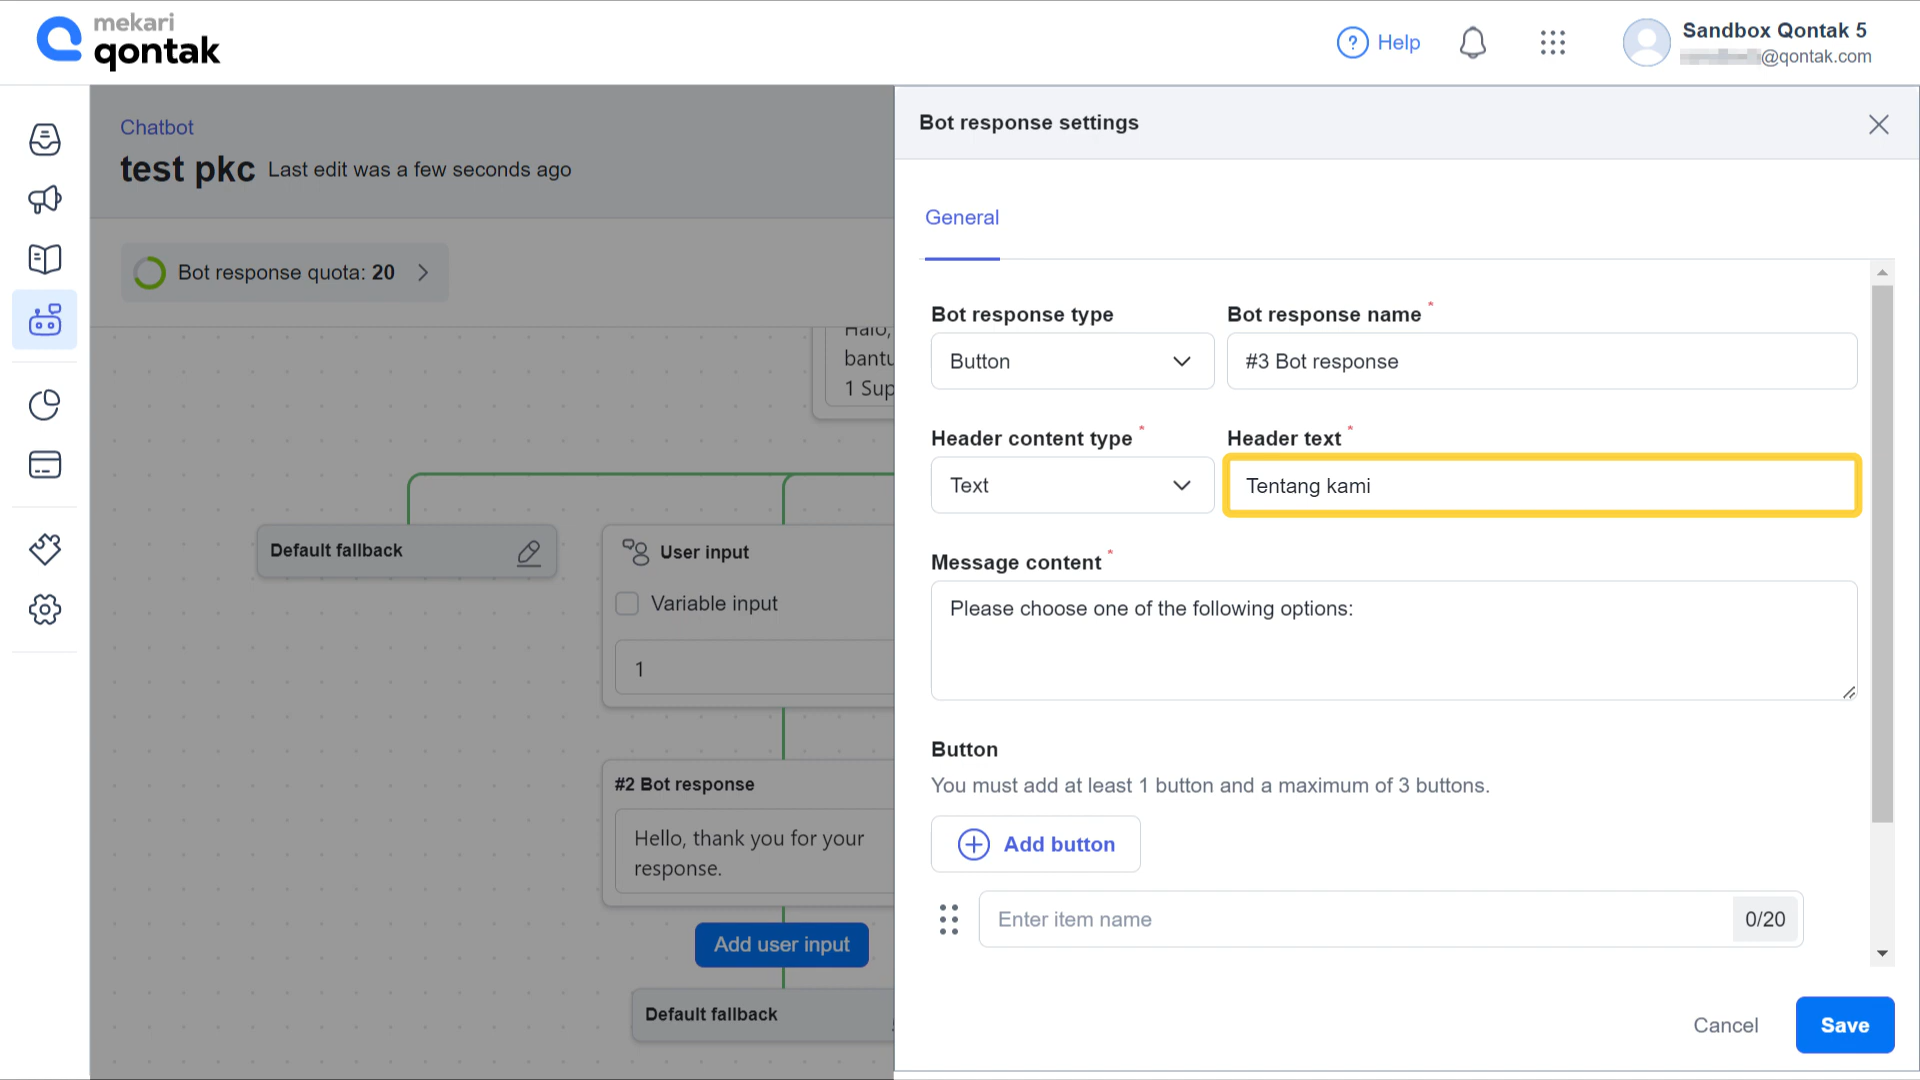 mekari
qontak
Help
Sandbox Qontak 5
@qontak.com
Chatbot
test pkc Last edit was a few seconds ago
Bot response quota: 20
Halo,
bantu
1 Sup
Default fallback
User input
Variable input
1
#2 Bot response
Hello, thank you for your
response.
Add user input
Default fallback
Bot response settings
General
Bot response type
Bot response name *
Button
#3 Bot response
Header content type *
Header text *
Text
Tentang kami
Message content *
Please choose one of the following options:
Button
You must add at least 1 button and a maximum of 3 buttons.
Add button
Enter item name
0/20
Cancel
Save